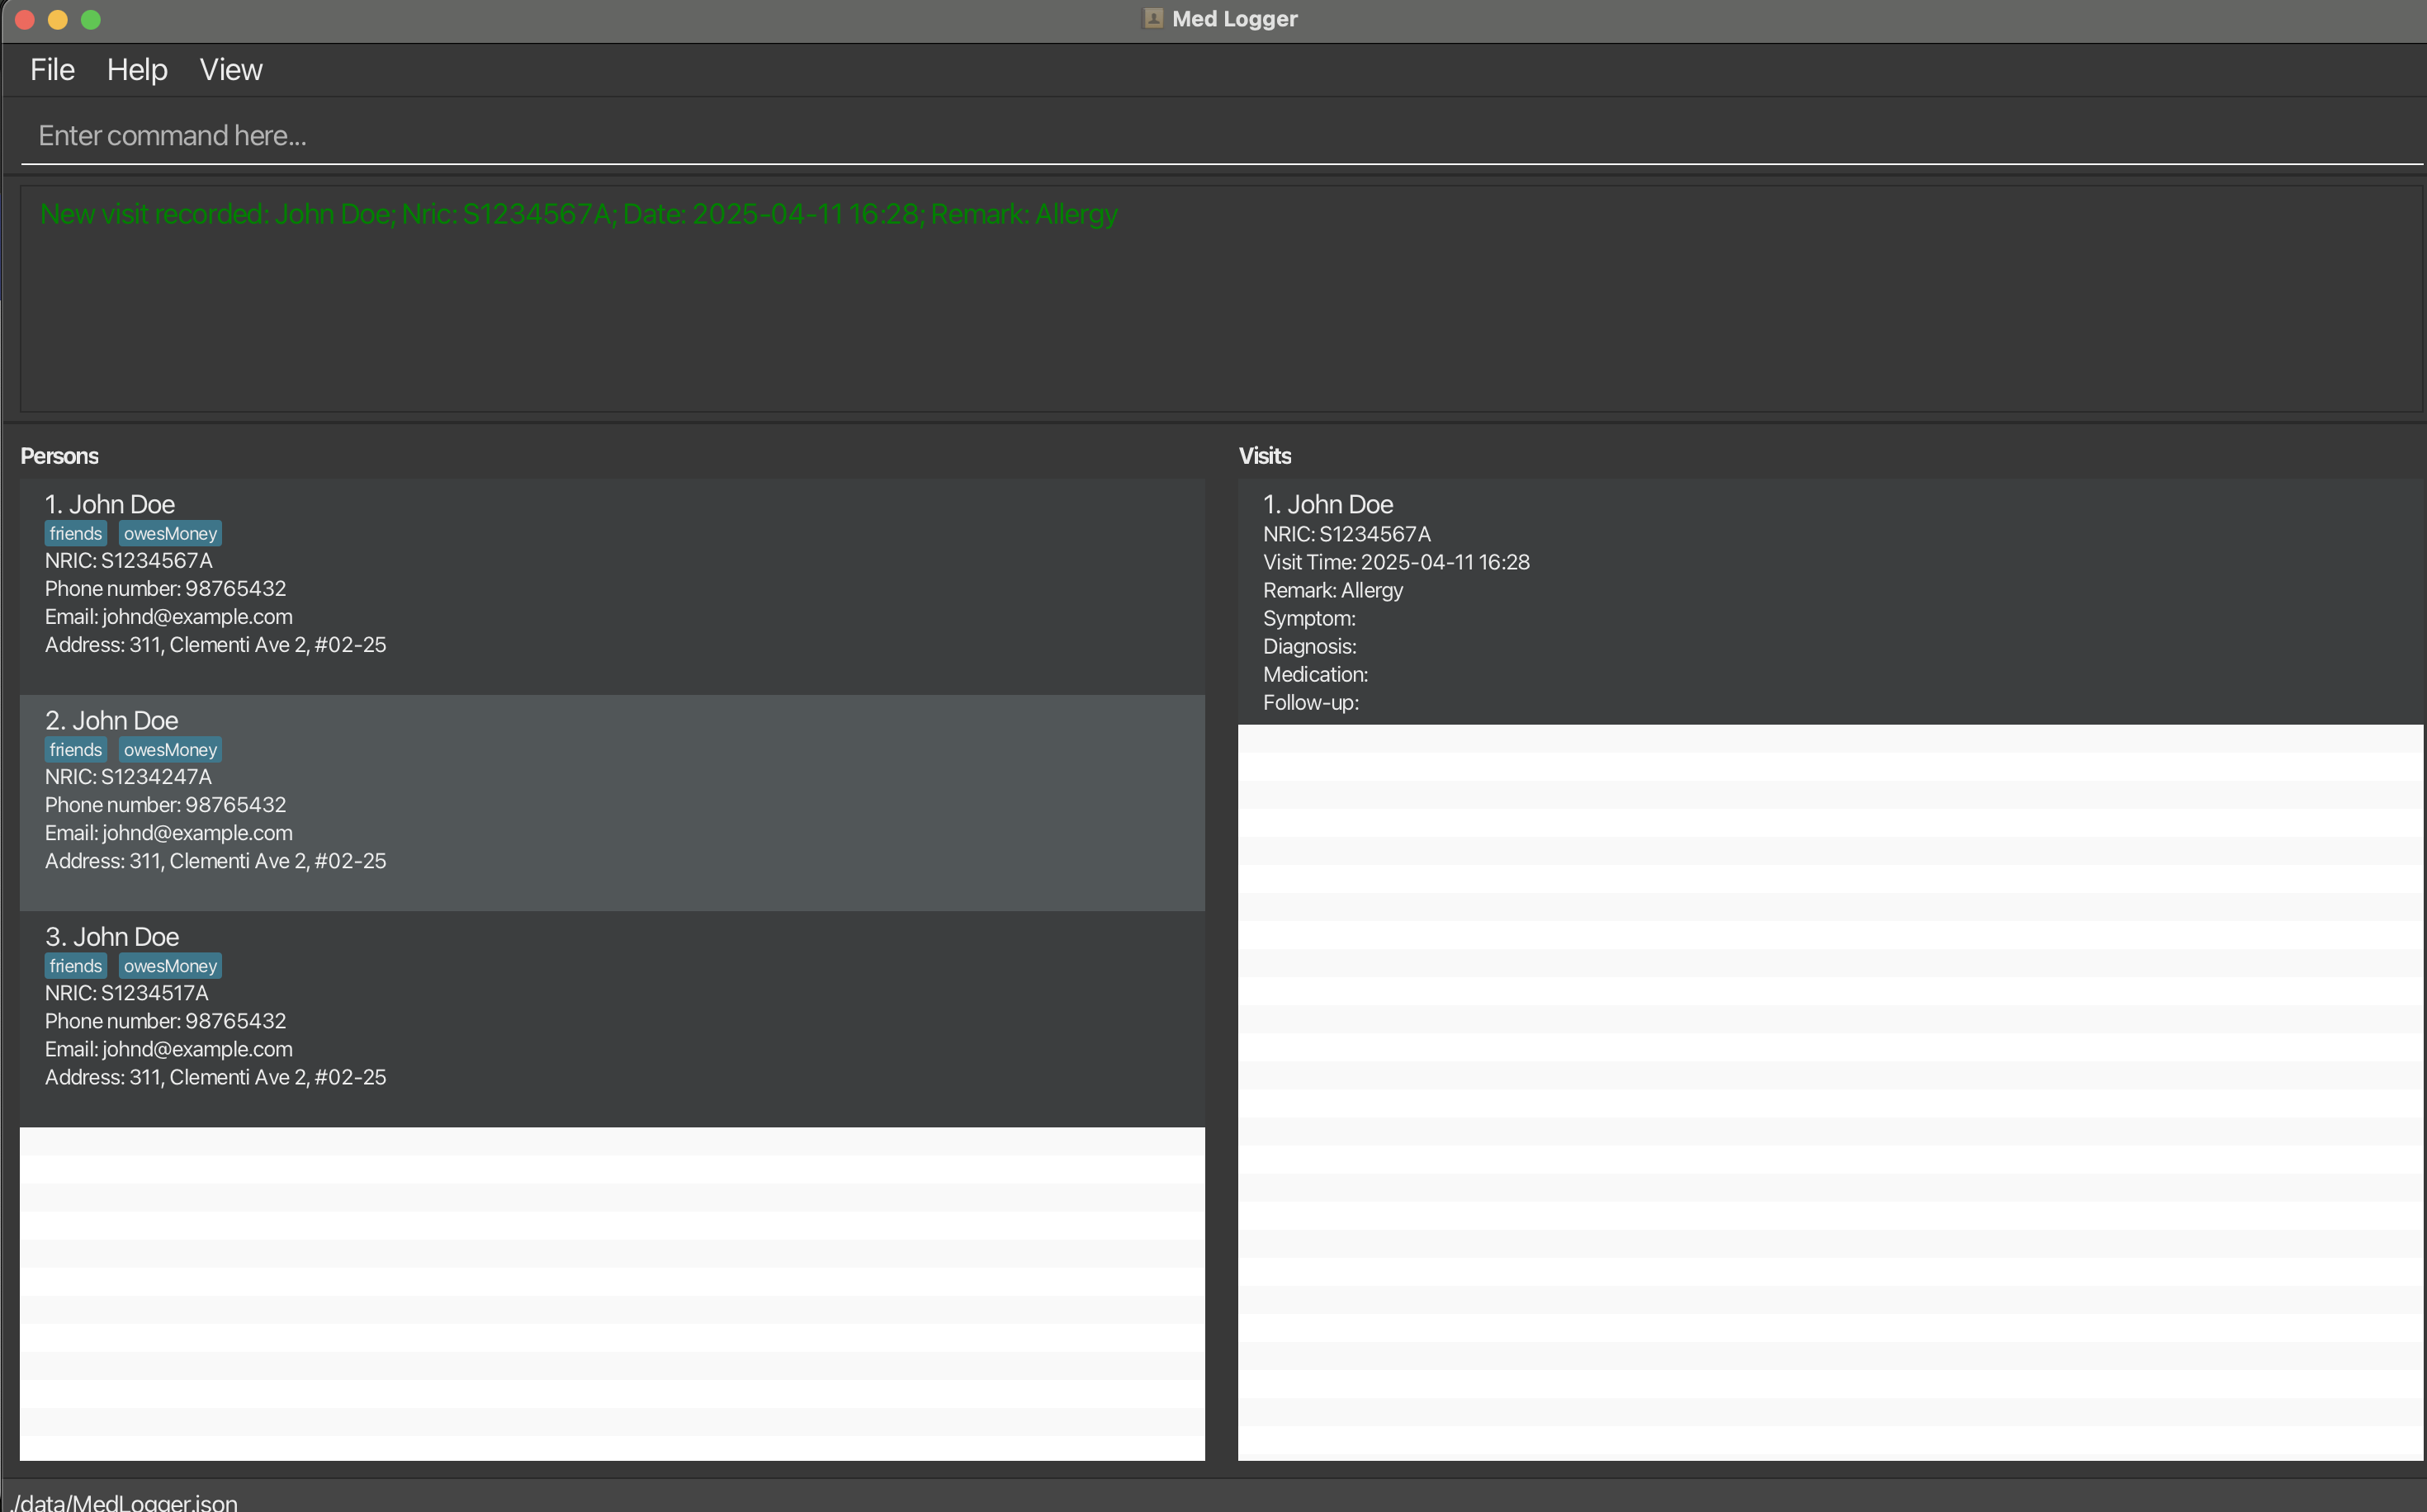 Med Logger
File Help View
Enter command here...
New visit recorded: John Doe; Nric: S1234567A; Date: 2025-04-11 16:28; Remark: Allergy
Persons
1. John Doe
friends owesMoney
NRIC: S1234567A
Phone number: 98765432
Email: johnd@example.com
Address: 311, Clementi Ave 2, #02-25
2. John Doe
friends owesMoney
NRIC: S1234247A
Phone number: 98765432
Email: johnd@example.com
Address: 311, Clementi Ave 2, #02-25
3. John Doe
friends owesMoney
NRIC: S1234517A
Phone number: 98765432
Email: johnd@example.com
Address: 311, Clementi Ave 2, #02-25
Visits
1. John Doe
NRIC: S1234567A
Visit Time: 2025-04-11 16:28
Remark: Allergy
Symptom:
Diagnosis:
Medication:
Follow-up:
./data/MedLogger.json